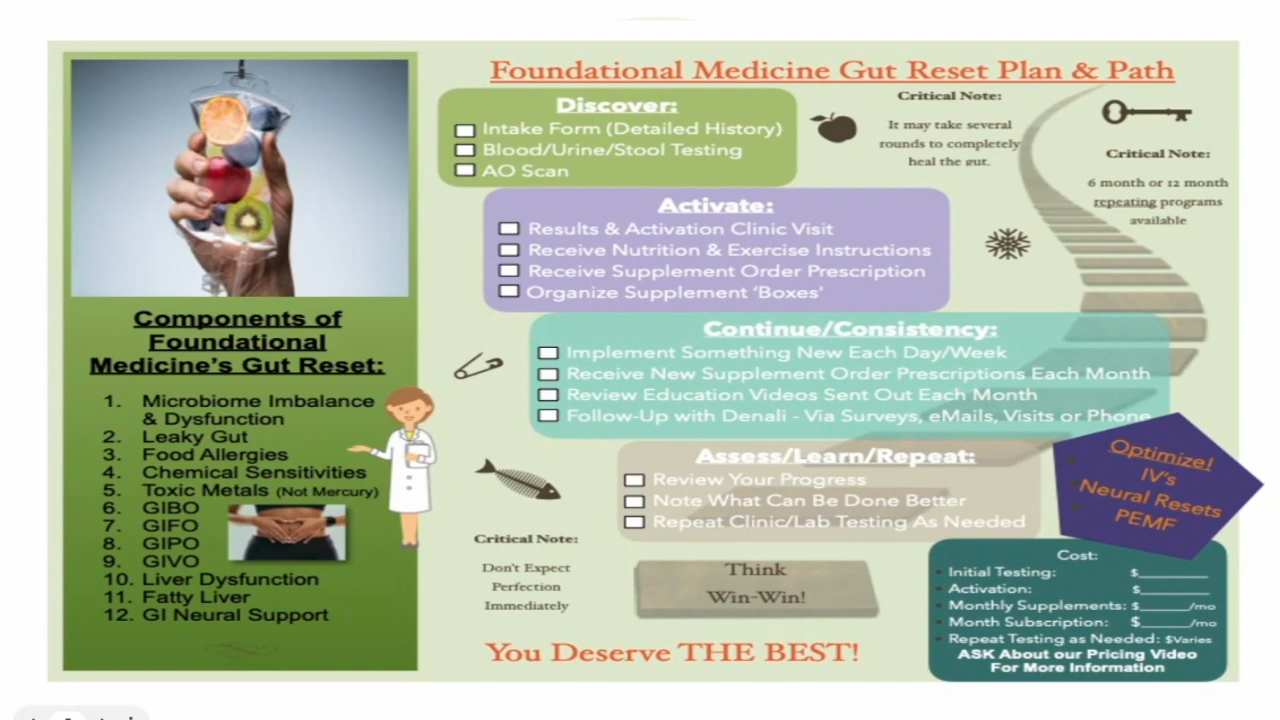 Foundational Medicine Gut Reset Plan & Path
Discover:
Intake Form (Detailed History)
Blood/Urine/Stool Testing
AO Scan
Critical Note:
It may take several
rounds to completely
heal the gut.
Critical Note:
6 month or 12 month
repeating programs
available
Activate:
Results & Activation Clinic Visit
Receive Nutrition & Exercise Instructions
Receive Supplement Order Prescription
Organize Supplement ‘Boxes’
Components of
Foundational
Medicine's Gut Reset:
1. Microbiome Imbalance
& Dysfunction
2. Leaky Gut
3. Food Allergies
4. Chemical Sensitivities
5. Toxic Metals (Not Mercury)
6. GIBO
7. GIFO
8. GIPO
9. GIVO
10. Liver Dysfunction
11. Fatty Liver
12. GI Neural Support
Continue/Consistency:
Implement Something New Each Day/Week
Receive New Supplement Order Prescriptions Each Month
Review Education Videos Sent Out Each Month
Follow-Up with Denali - Via Surveys, eMails, Visits or Phone
Assess/Learn/Repeat:
Review Your Progress
Note What Can Be Done Better
Repeat Clinic/Lab Testing As Needed
Optimize!
IV's
Neural Resets
PEMF
Critical Note:
Don't Expect
Perfection
Immediately
Think
Win-Win!
You Deserve THE BEST!
Cost:
Initial Testing: $________
Activation: $________
Monthly Supplements: $______/mo
Month Subscription: $______/mo
Repeat Testing as Needed: $Varies
ASK About our Pricing Video
For More Information